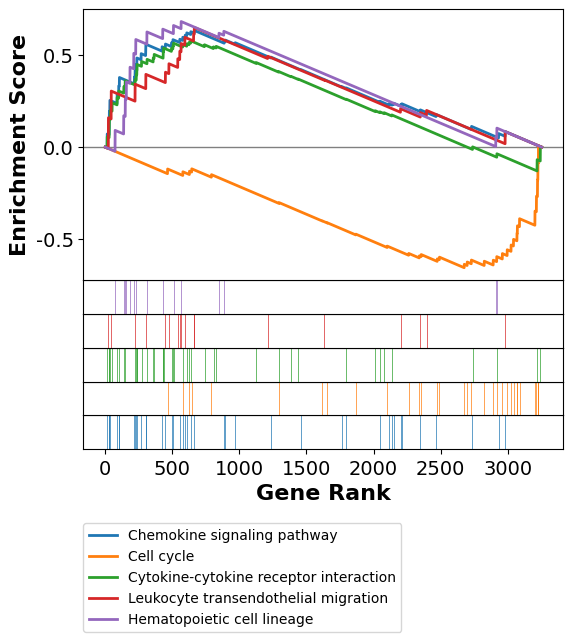 0.5
0.0
-0.5
Enrichment Score
0 500 1000 1500 2000 2500 3000
Gene Rank
Chemokine signaling pathway
Cell cycle
Cytokine-cytokine receptor interaction
Leukocyte transendothelial migration
Hematopoietic cell lineage